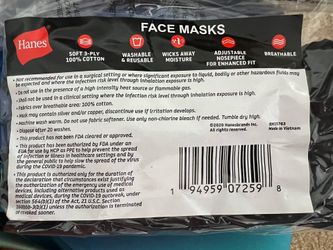 FACE MASKS
Hanes
SOFT 3-PLY
100% COTTON
WASHABLE
& REUSABLE
WICKS AWAY
MOISTURE
ADJUSTABLE
NOSEPIECE
FOR ENHANCED FIT
BREATHABLE
• Not recommended for use in a surgical setting or where significant exposure to liquid, bodily or other hazardous fluids may
be expected and where the infection risk level through inhalation exposure is high.
• Do not use in the presence of a high intensity heat source or flammable gas.
• Shall not be used in a clinical setting where the infection risk level through inhalation exposure is high.
• Fabrics over breathable area: 100% cotton.
• Mask may contain silver and/or copper, discontinue use if irritation develops.
• Machine wash warm. Do not use fabric softener. Use only non-chlorine bleach if needed. Tumble dry high.
• Dispose after 20 washes.
• This product has not been FDA cleared or approved.
• This product has been authorized by FDA under an
EUA for use by HCP as PPE to help prevent the spread
of infection or illness in healthcare settings and by
the general public to help slow the spread of the virus
during the COVID-19 pandemic.
• This product is authorized only for the duration of
the declaration that circumstances exist justifying
the authorization of the emergency use of medical
devices, including alternative products used as
medical devices, during the COVID-19 outbreak, under
section 564(b)(1) of the Act, 21 U.S.C. Section
360bbb-3(b)(1) unless the authorization is terminated
or revoked sooner.
©2020 Hanesbrands Inc.
Made in Vietnam
1 94959 07259 8